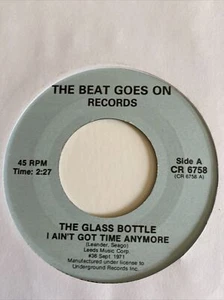 THE BEAT GOES ON
RECORDS
45 RPM
Time: 2:27
Side A
CR 6758
(CR 6758 A)
THE GLASS BOTTLE
I AIN'T GOT TIME ANYMORE
(Leander, Seago)
Leeds Music Corp.
#36 Sept. 1971
Manufactured under license to
Underground Records Inc.